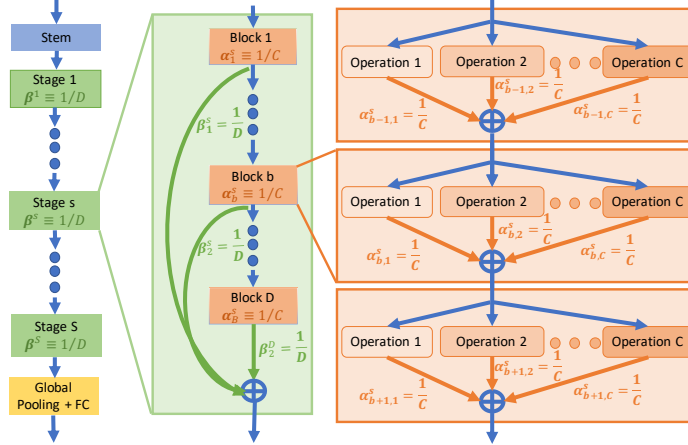 Stem
Stage 1
β¹ ≡ 1/D
Stage s
βˢ ≡ 1/D
Stage S
βˢ ≡ 1/D
Global
Pooling + FC
Block 1
α₁ˢ ≡ 1/C
β₁ˢ = 1/D
Block b
α_bˢ ≡ 1/C
β₂ˢ = 1/D
Block D
α_Bˢ ≡ 1/C
β₂ᴰ = 1/D
Operation 1 Operation 2 Operation C
α_{b−1,1}^s = 1/C α_{b−1,2}^s = 1/C α_{b−1,C}^s = 1/C
Operation 1 Operation 2 Operation C
α_{b,1}^s = 1/C α_{b,2}^s = 1/C α_{b,C}^s = 1/C
Operation 1 Operation 2 Operation C
α_{b+1,1}^s = 1/C α_{b+1,2}^s = 1/C α_{b+1,C}^s = 1/C